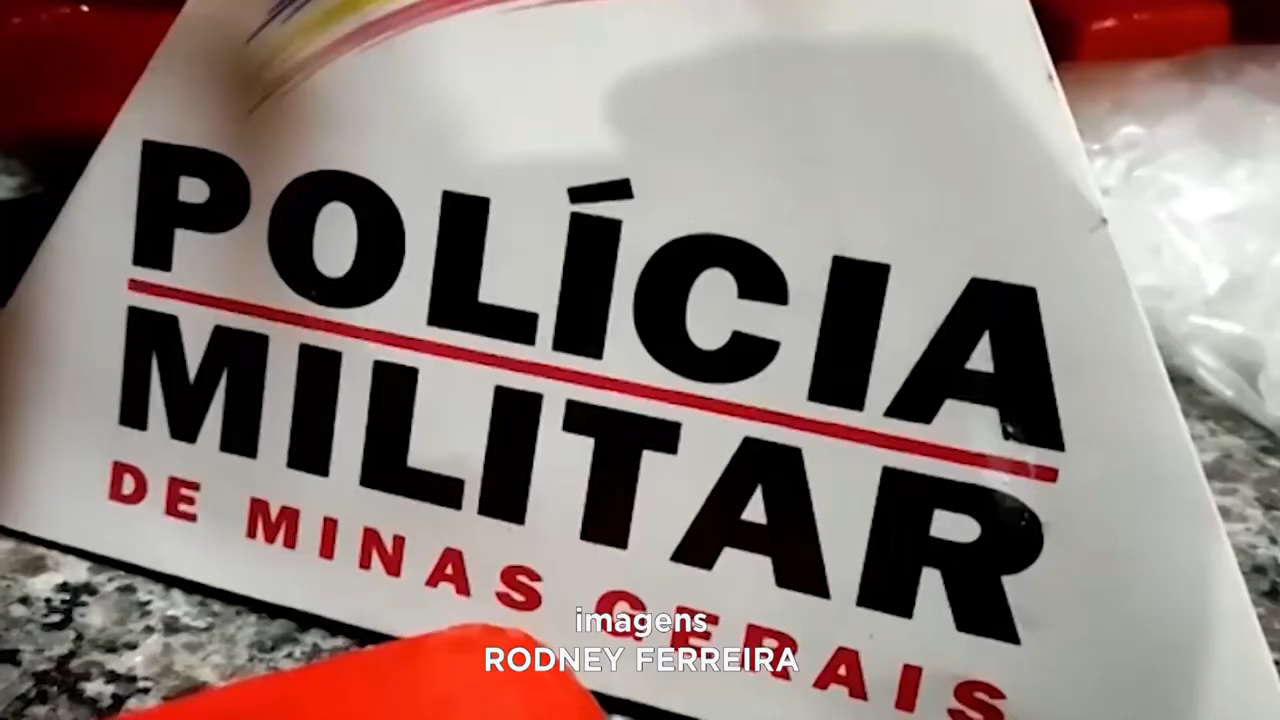 POLÍCIA
MILITAR
DE MINAS GERAIS
imagens
RODNEY FERREIRA